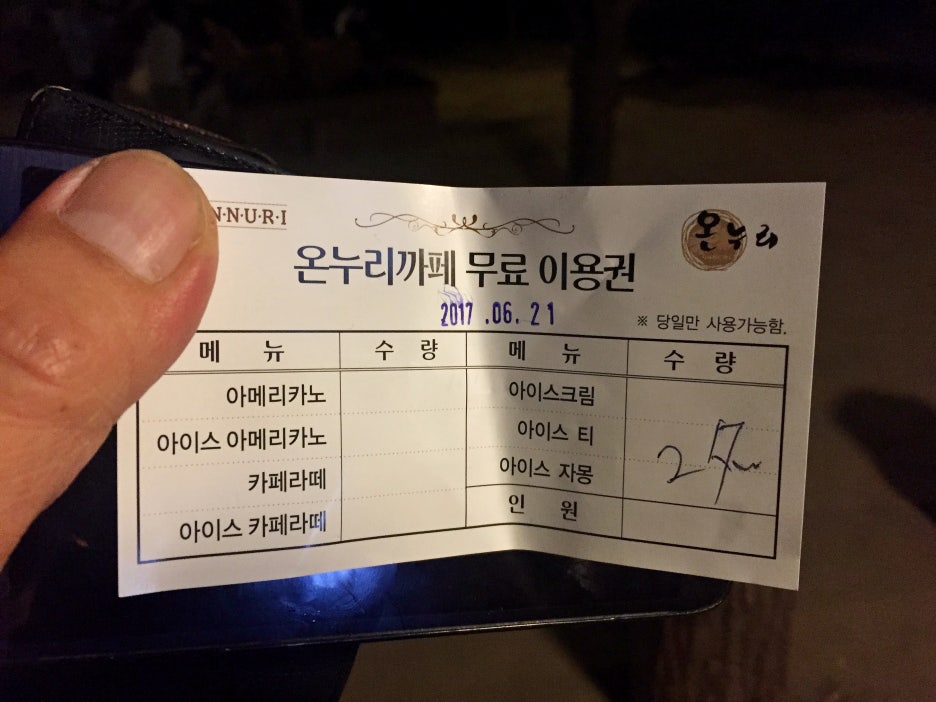 N·N·U·R·I
온누리
온누리까페 무료 이용권
2017 .06. 21
※ 당일만 사용가능함.
메 뉴 수 량 메 뉴 수 량
아메리카노 아이스크림
아이스 아메리카노 아이스 티
카페라떼 아이스 자몽
아이스 카페라떼 인 원